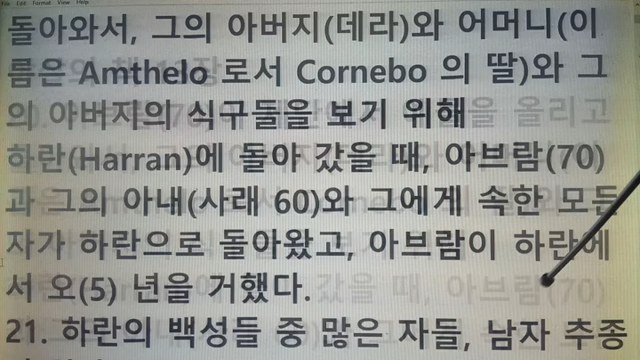 돌아와서, 그의 아버지(데라)와 어머니(이
름은 Amthelo 로서 Cornebo 의 딸)와 그
의 아버지의 식구들을 보기 위해
하란(Harran)에 돌아 갔을 때, 아브람(70)
과 그의 아내(사래 60)와 그에게 속한 모든
자가 하란으로 돌아왔고, 아브람이 하란에
서 오(5) 년을 거했다.
21. 하란의 백성들 중 많은 자들, 남자 추종